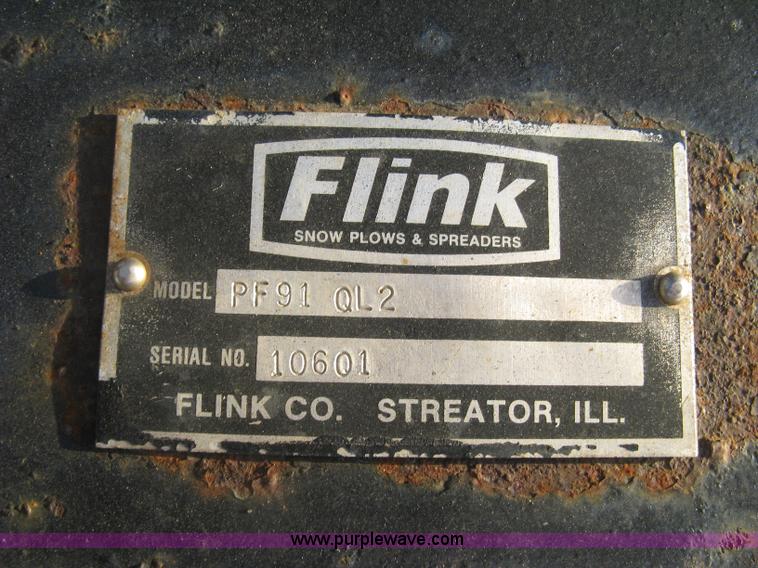 Flink
SNOW PLOWS & SPREADERS
MODEL PF91 QL2
SERIAL NO. 10601
FLINK CO. STREATOR, ILL.
www.purplewave.com